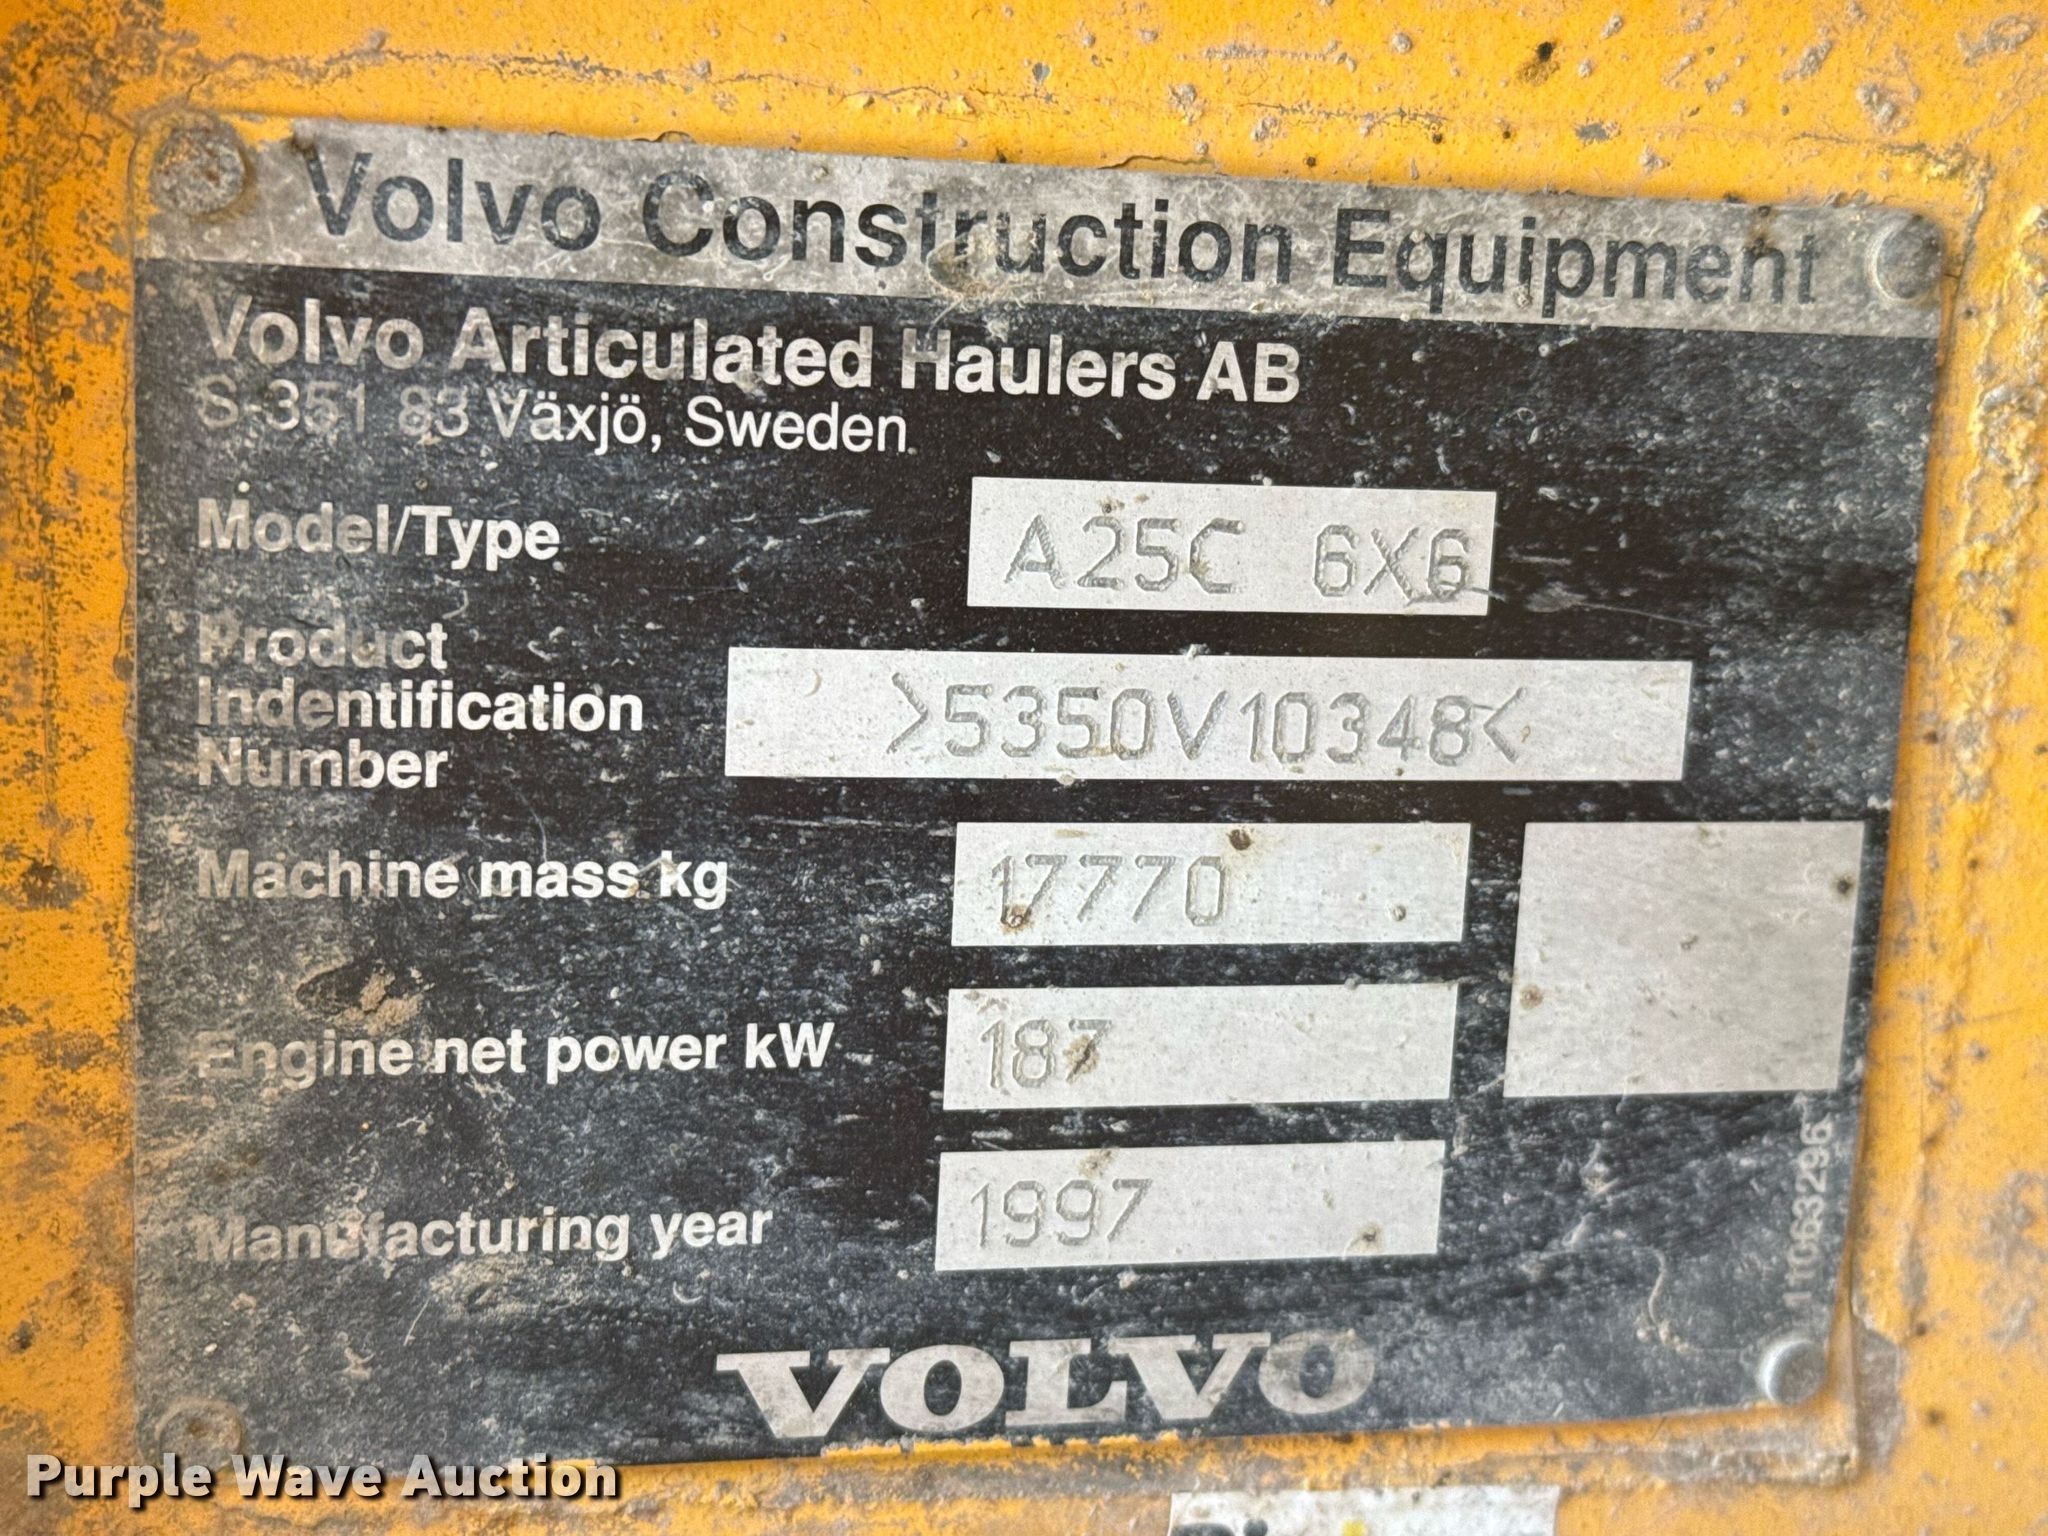 Volvo Construction Equipment
Volvo Articulated Haulers AB
S-351 83 Växjö, Sweden
Model/Type A25C 6X6
Product
Indentification
Number >5350V10348<
Machine mass kg 17770
Engine net power kW 187
Manufacturing year 1997
11063296
VOLVO
Purple Wave Auction